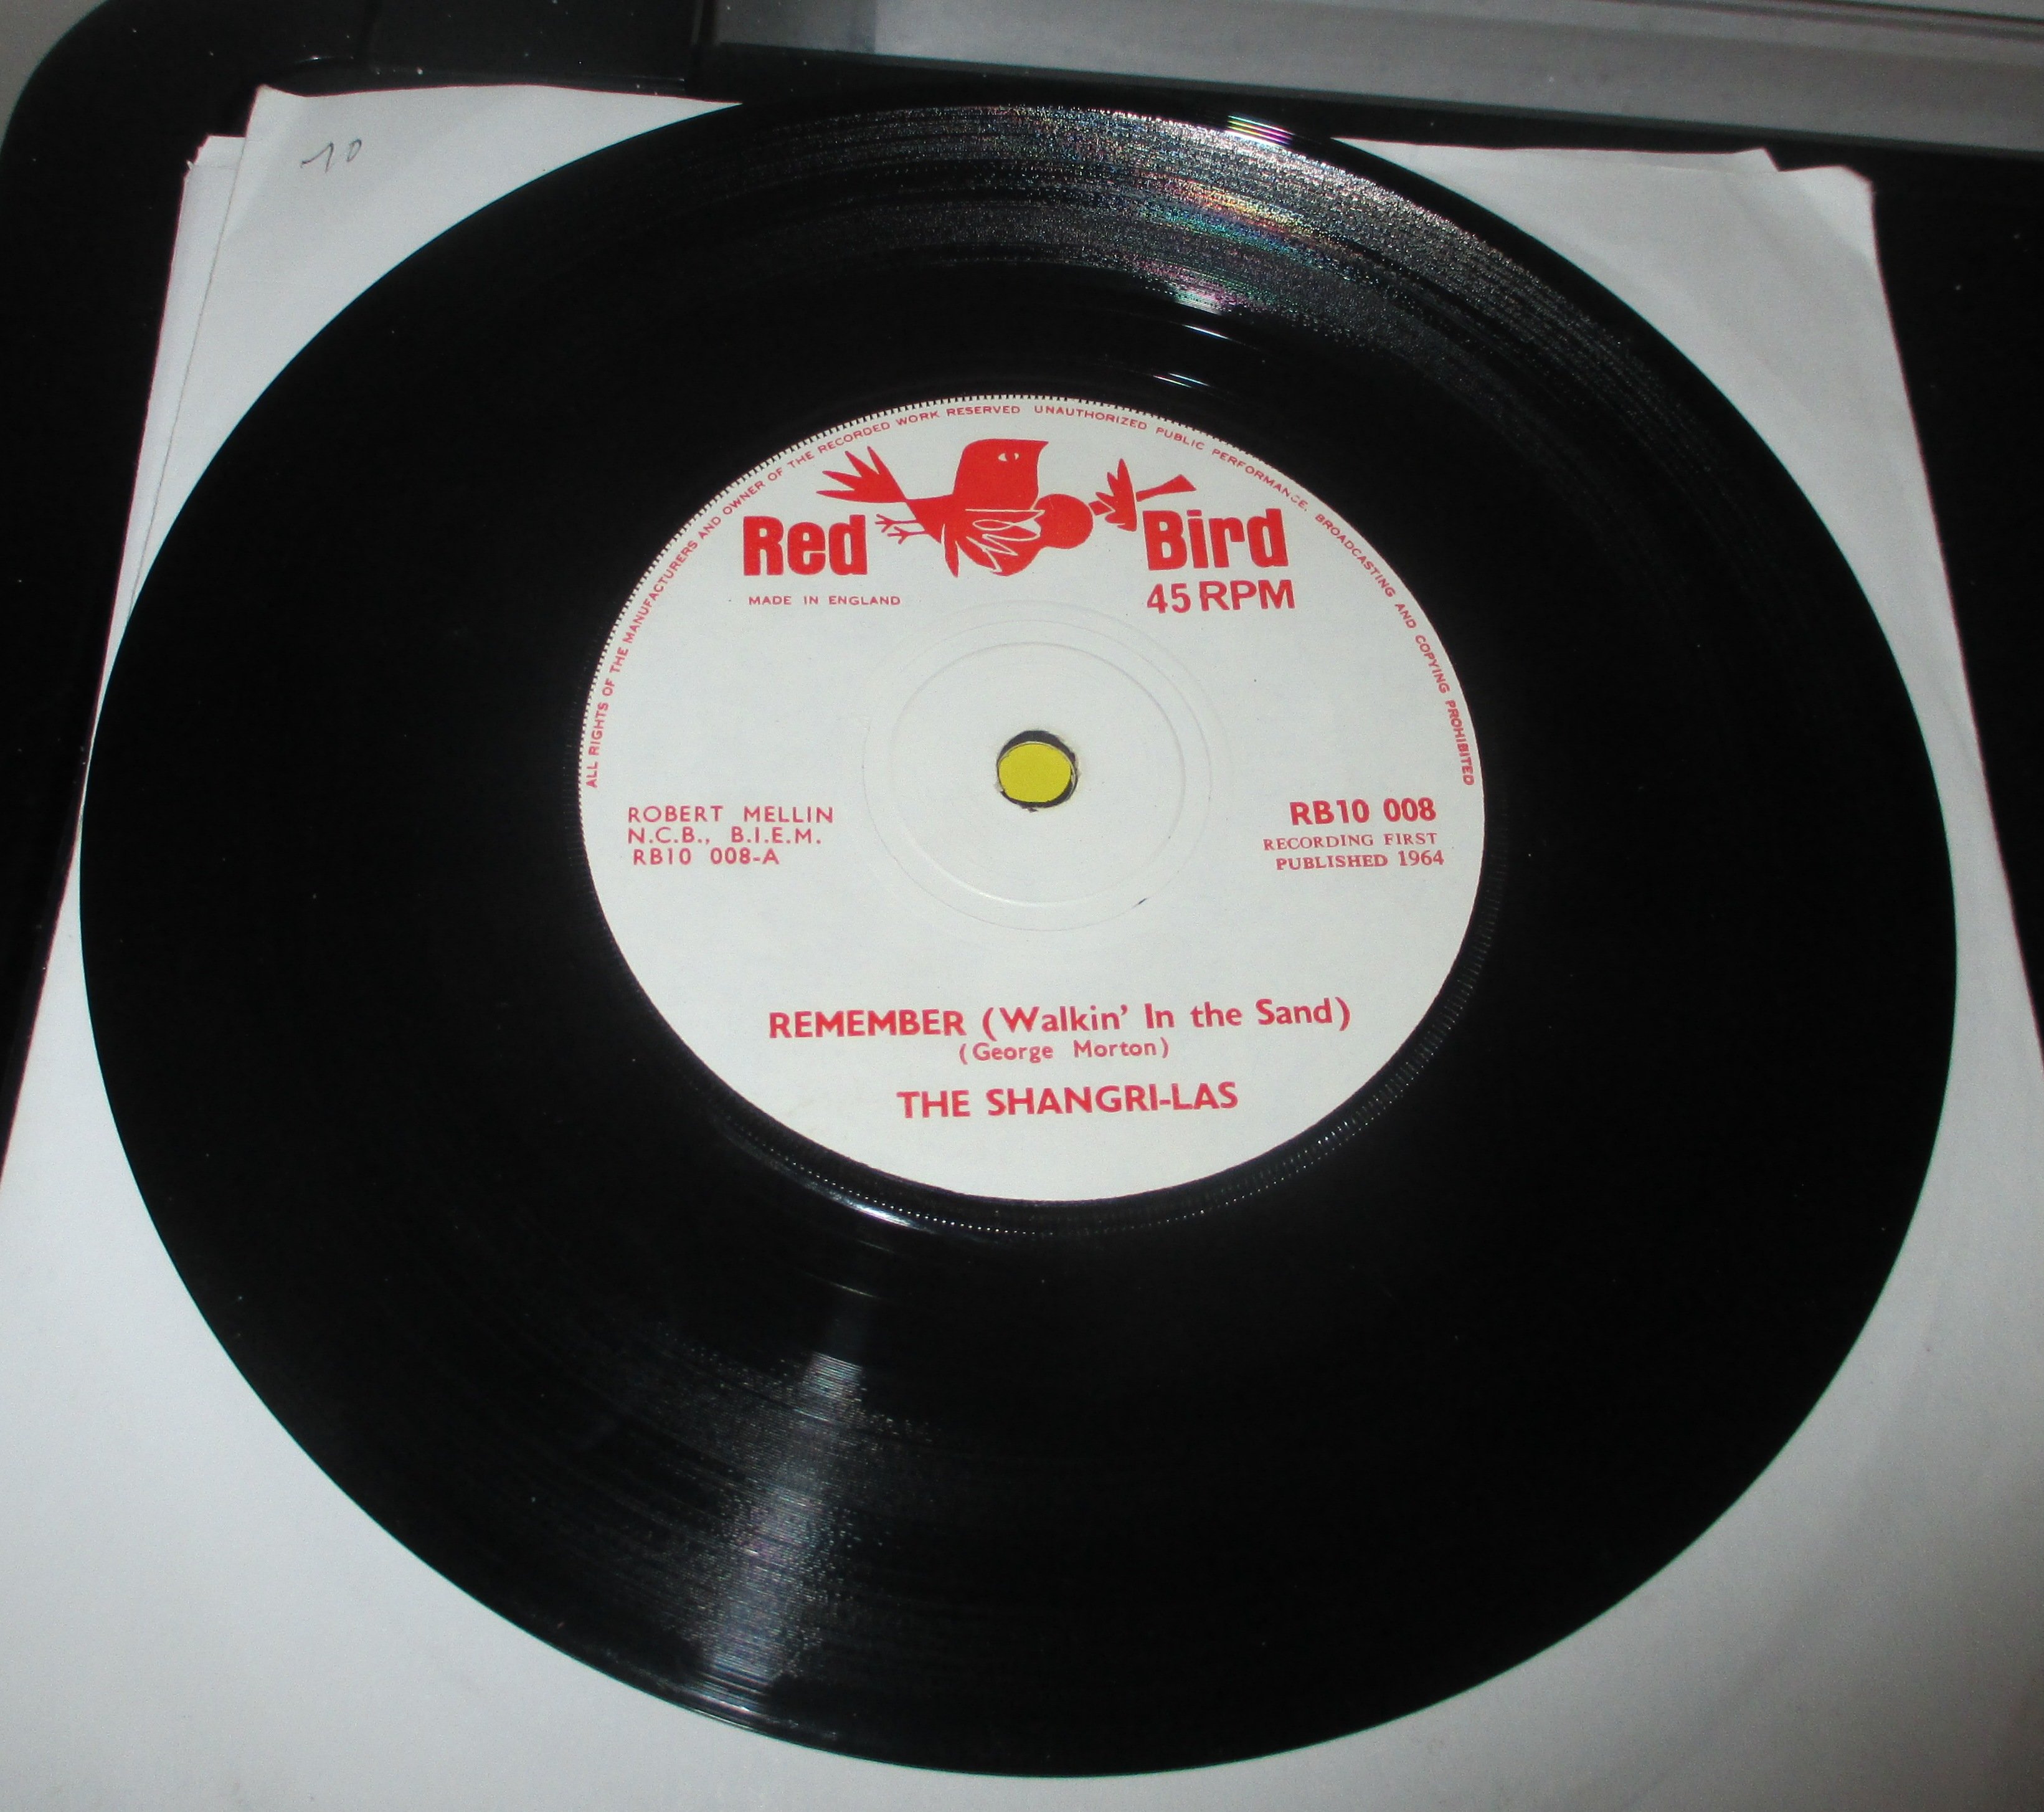 10
ALL RIGHTS OF THE MANUFACTURERS AND OWNER OF THE RECORDED WORK RESERVED UNAUTHORIZED PUBLIC PERFORMANCE. BROADCASTING AND COPYING PROHIBITED
Red Bird
MADE IN ENGLAND
45 RPM
ROBERT MELLIN
N.C.B., B.I.E.M.
RB10 008-A
RB10 008
RECORDING FIRST
PUBLISHED 1964
REMEMBER (Walkin' In the Sand)
(George Morton)
THE SHANGRI-LAS